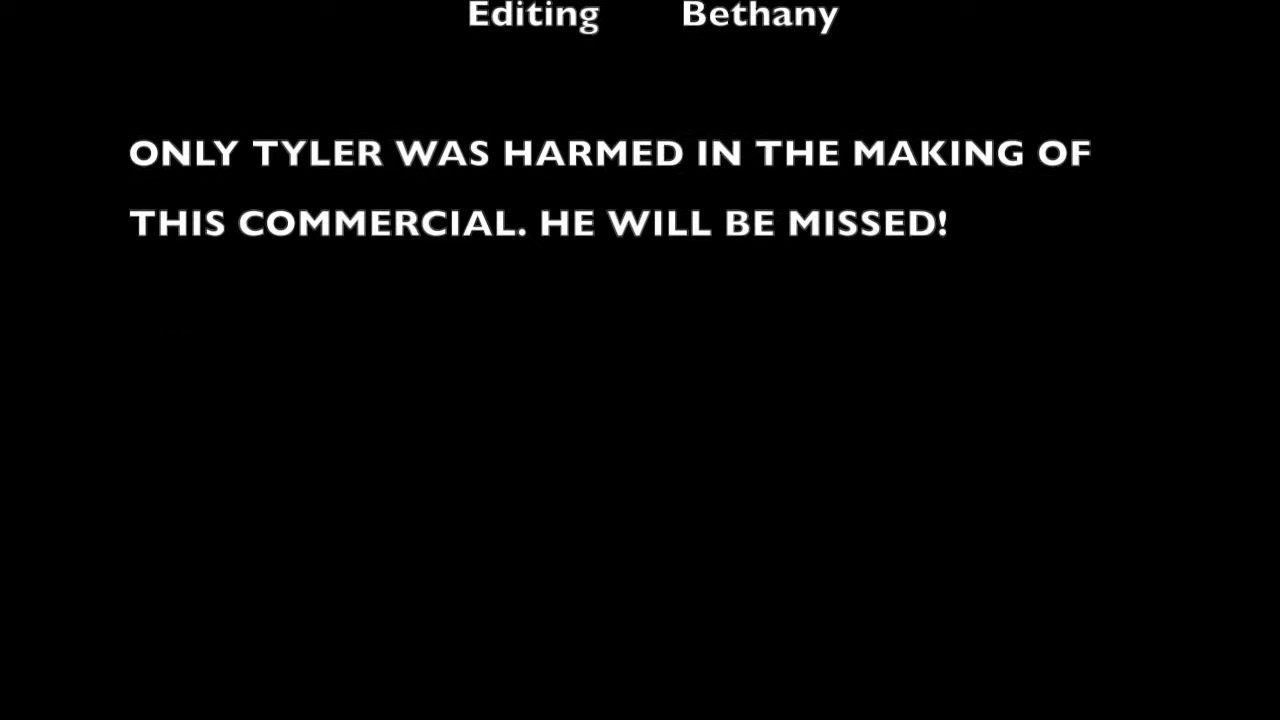 Editing Bethany
ONLY TYLER WAS HARMED IN THE MAKING OF
THIS COMMERCIAL. HE WILL BE MISSED!